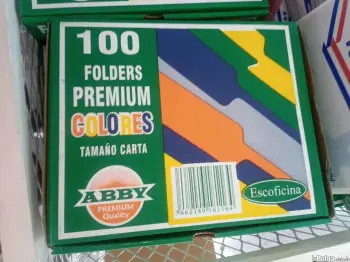 100
FOLDERS
PREMIUM
COLORES
TAMAÑO CARTA
ABBY
PREMIUM
Quality
Escoficina